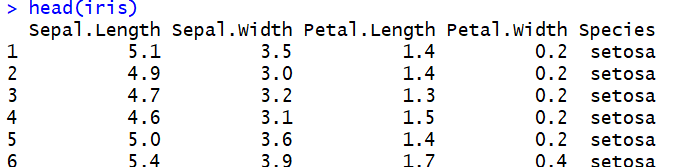 > head(iris)
  Sepal.Length Sepal.Width Petal.Length Petal.Width Species
1          5.1         3.5          1.4         0.2  setosa
2          4.9         3.0          1.4         0.2  setosa
3          4.7         3.2          1.3         0.2  setosa
4          4.6         3.1          1.5         0.2  setosa
5          5.0         3.6          1.4         0.2  setosa
6          5.4         3.9          1.7         0.4  setosa